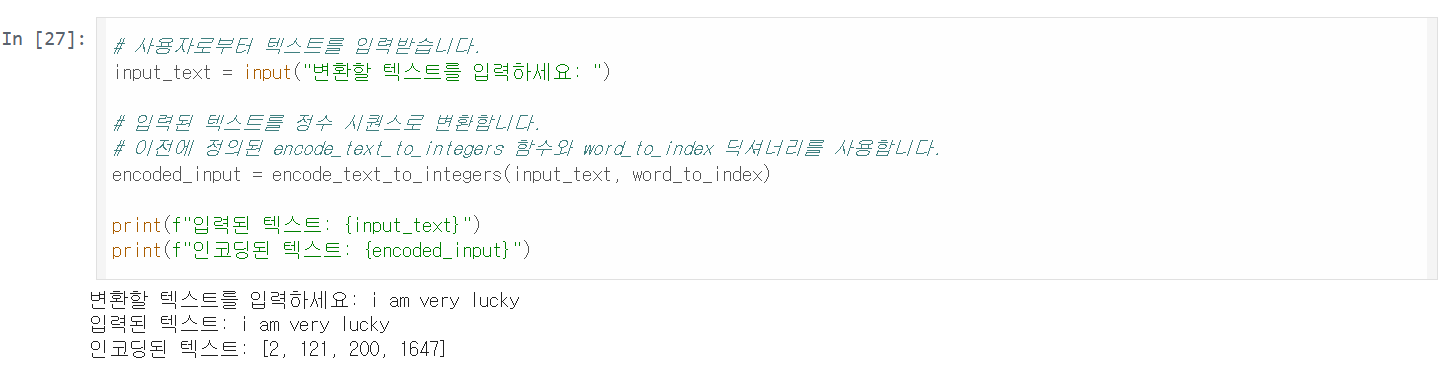 In [27]:
# 사용자로부터 텍스트를 입력받습니다.
input_text = input("변환할 텍스트를 입력하세요: ")
# 입력된 텍스트를 정수 시퀀스로 변환합니다.
# 이전에 정의된 encode_text_to_integers 함수와 word_to_index 딕셔너리를 사용합니다.
encoded_input = encode_text_to_integers(input_text, word_to_index)
print(f"입력된 텍스트: {input_text}")
print(f"인코딩된 텍스트: {encoded_input}")
변환할 텍스트를 입력하세요: i am very lucky
입력된 텍스트: i am very lucky
인코딩된 텍스트: [2, 121, 200, 1647]